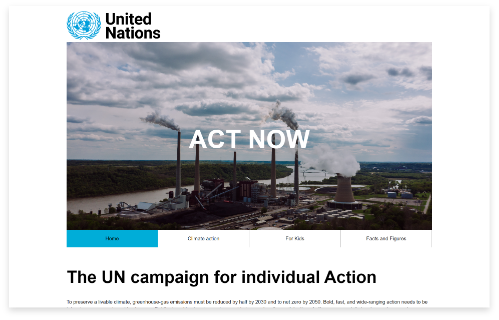 United
Nations
ACT NOW
Home
Climate action
For Kids
Facts and Figures
The UN campaign for individual Action
To preserve a livable climate, greenhouse-gas emissions must be reduced by half by 2030 and to net zero by 2050. Bold, fast, and wide-ranging action needs to be